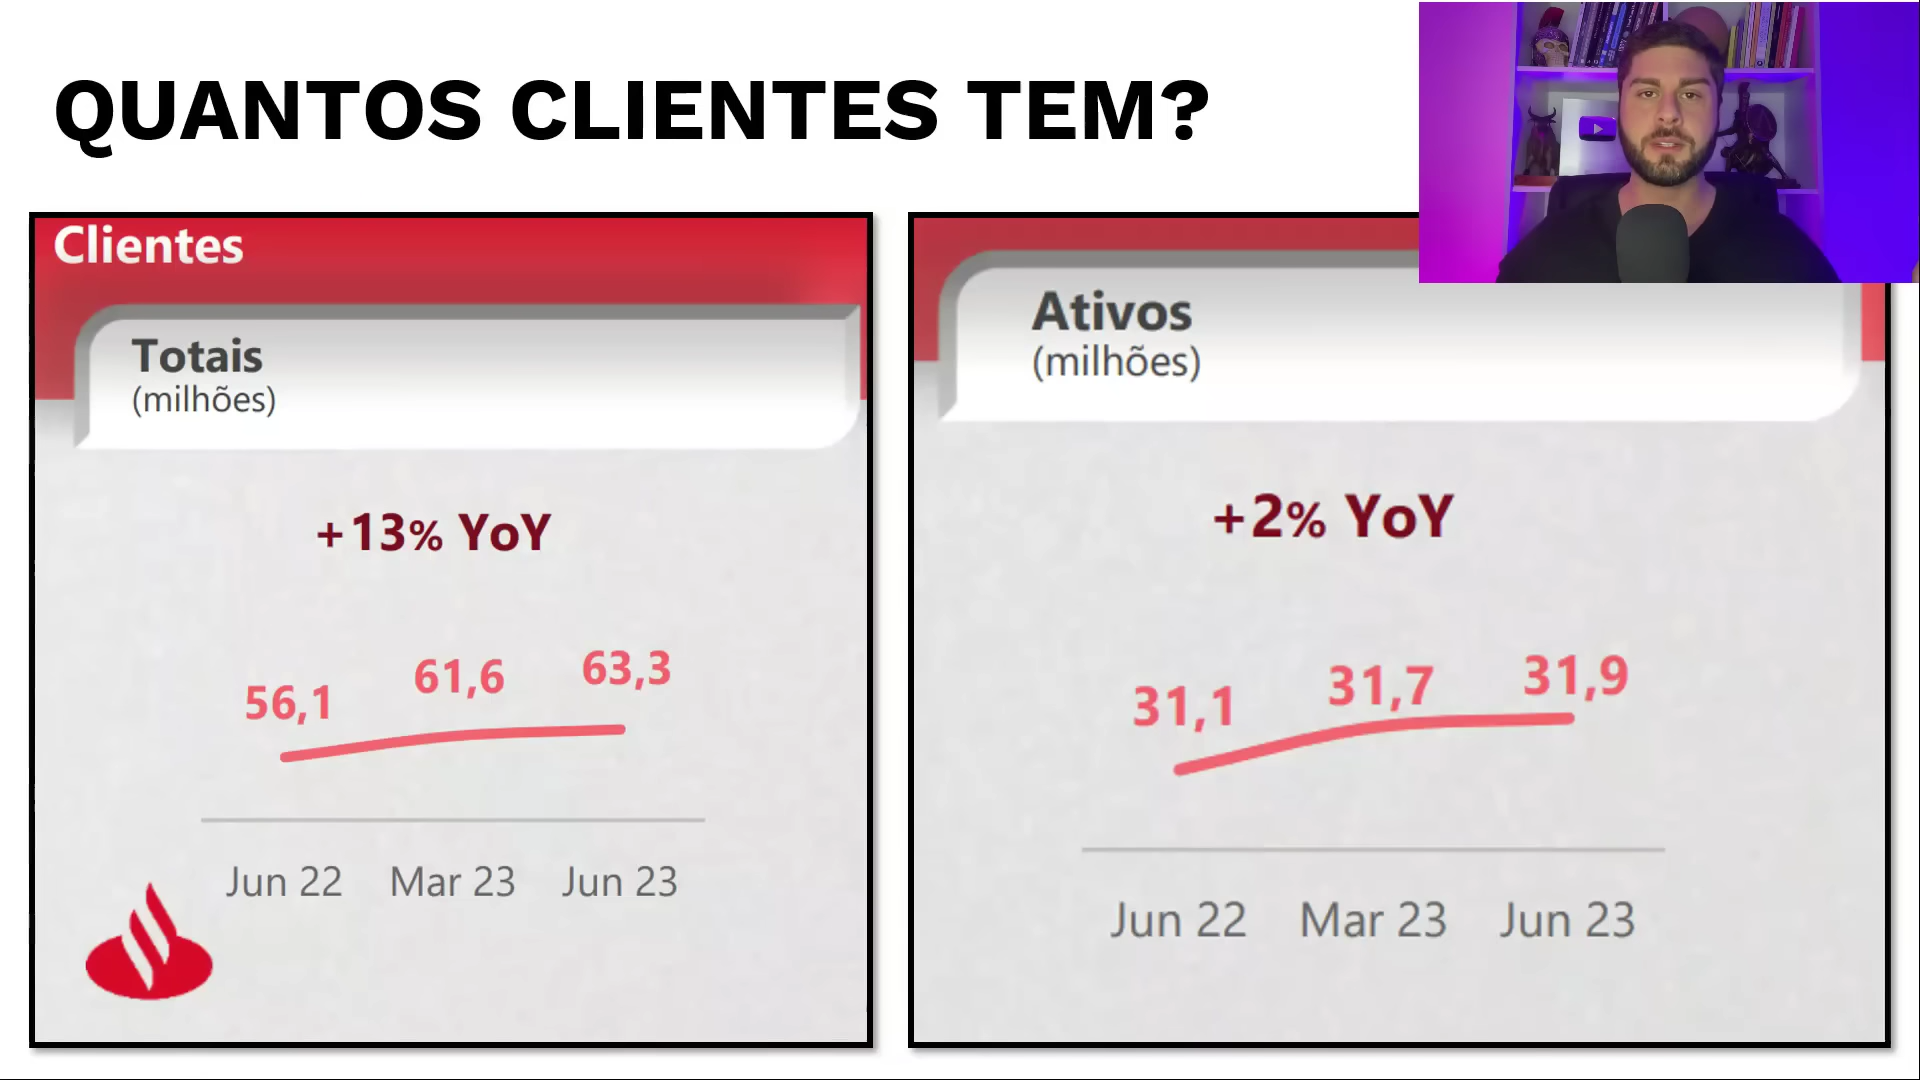 QUANTOS CLIENTES TEM?
Clientes
Totais
(milhões)
+13% YoY
56,1
61,6
63,3
Jun 22
Mar 23
Jun 23
Ativos
(milhões)
+2% YoY
31,1
31,7
31,9
Jun 22
Mar 23
Jun 23